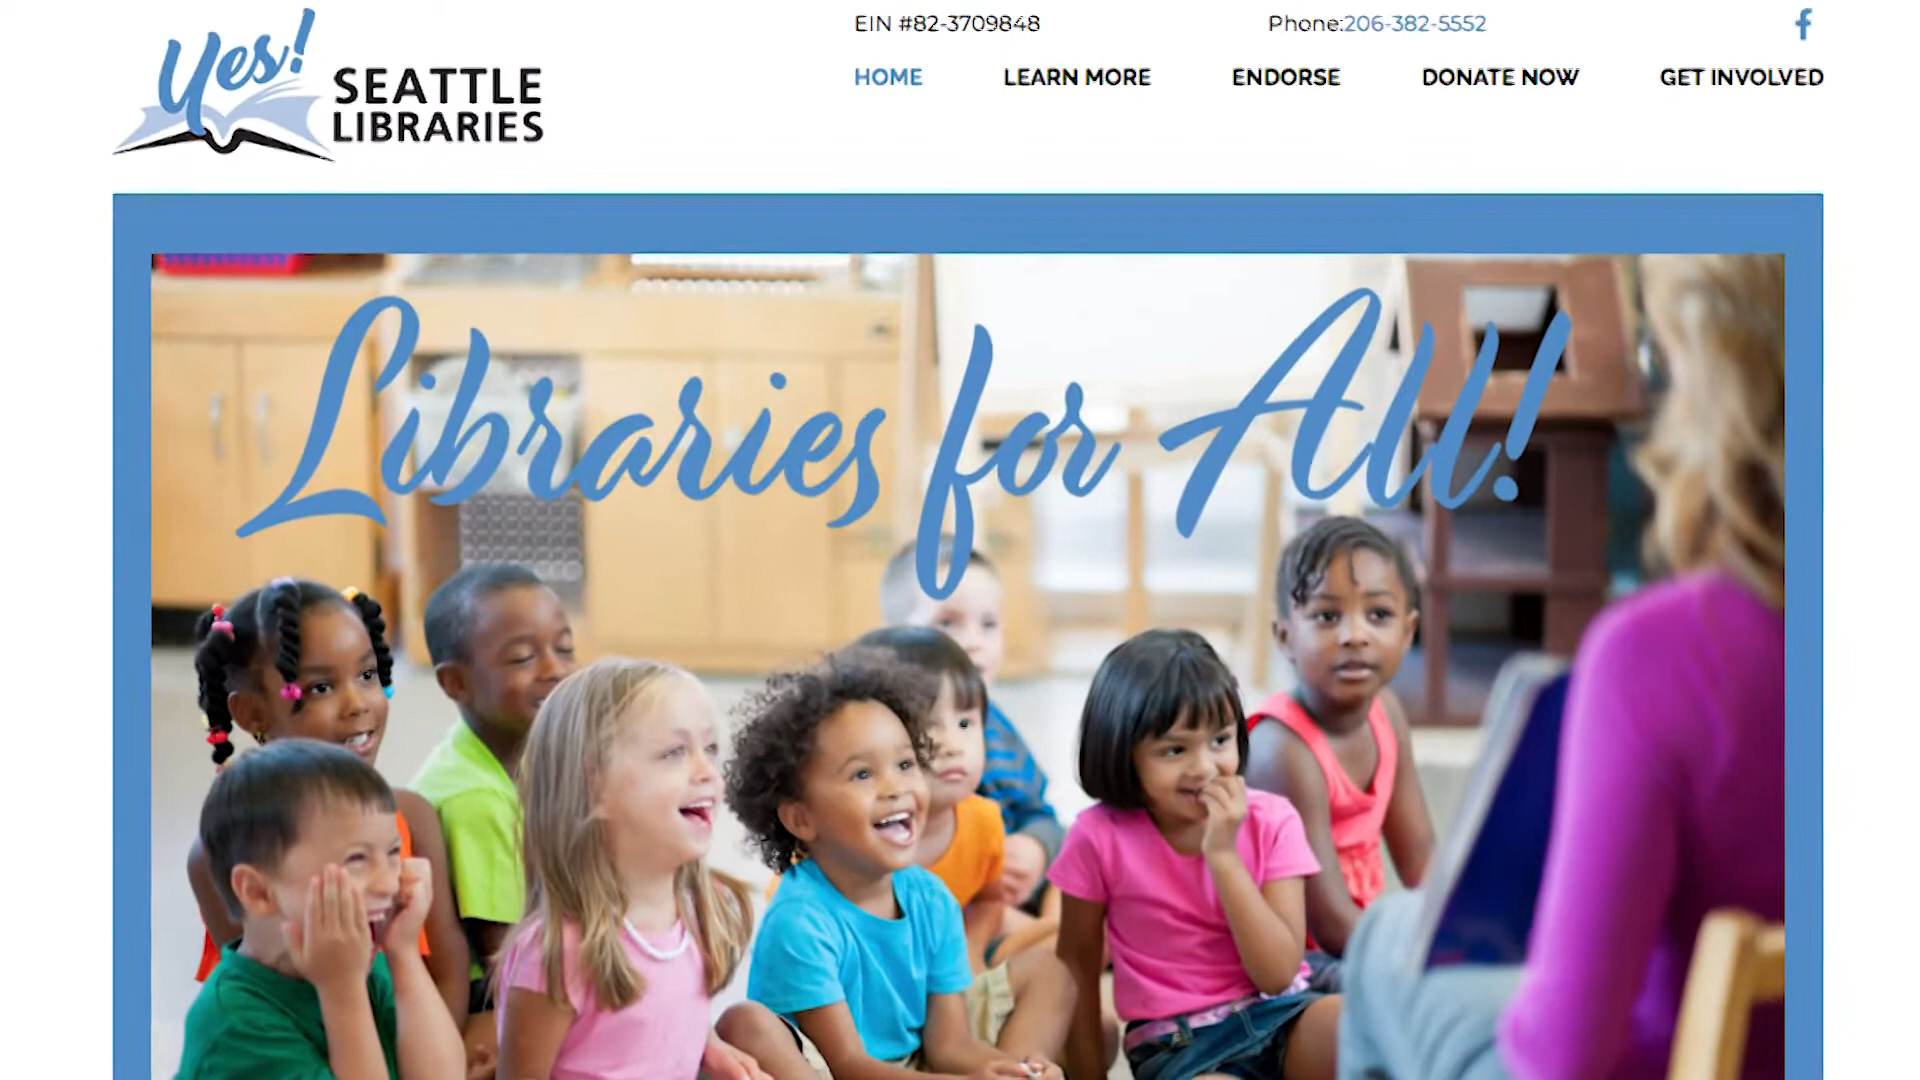 Yes!
SEATTLE
LIBRARIES
EIN #82-3709848
Phone:206-382-5552
HOME
LEARN MORE
ENDORSE
DONATE NOW
GET INVOLVED
Libraries for All!